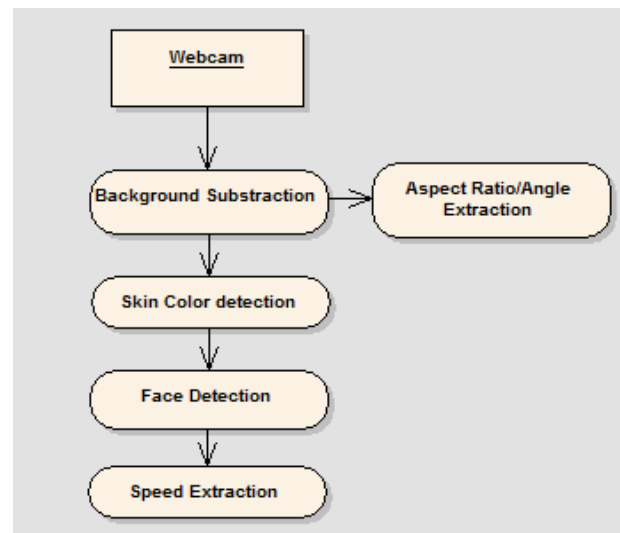 Webcam
Background Substraction
Aspect Ratio/Angle
Extraction
Skin Color detection
Face Detection
Speed Extraction